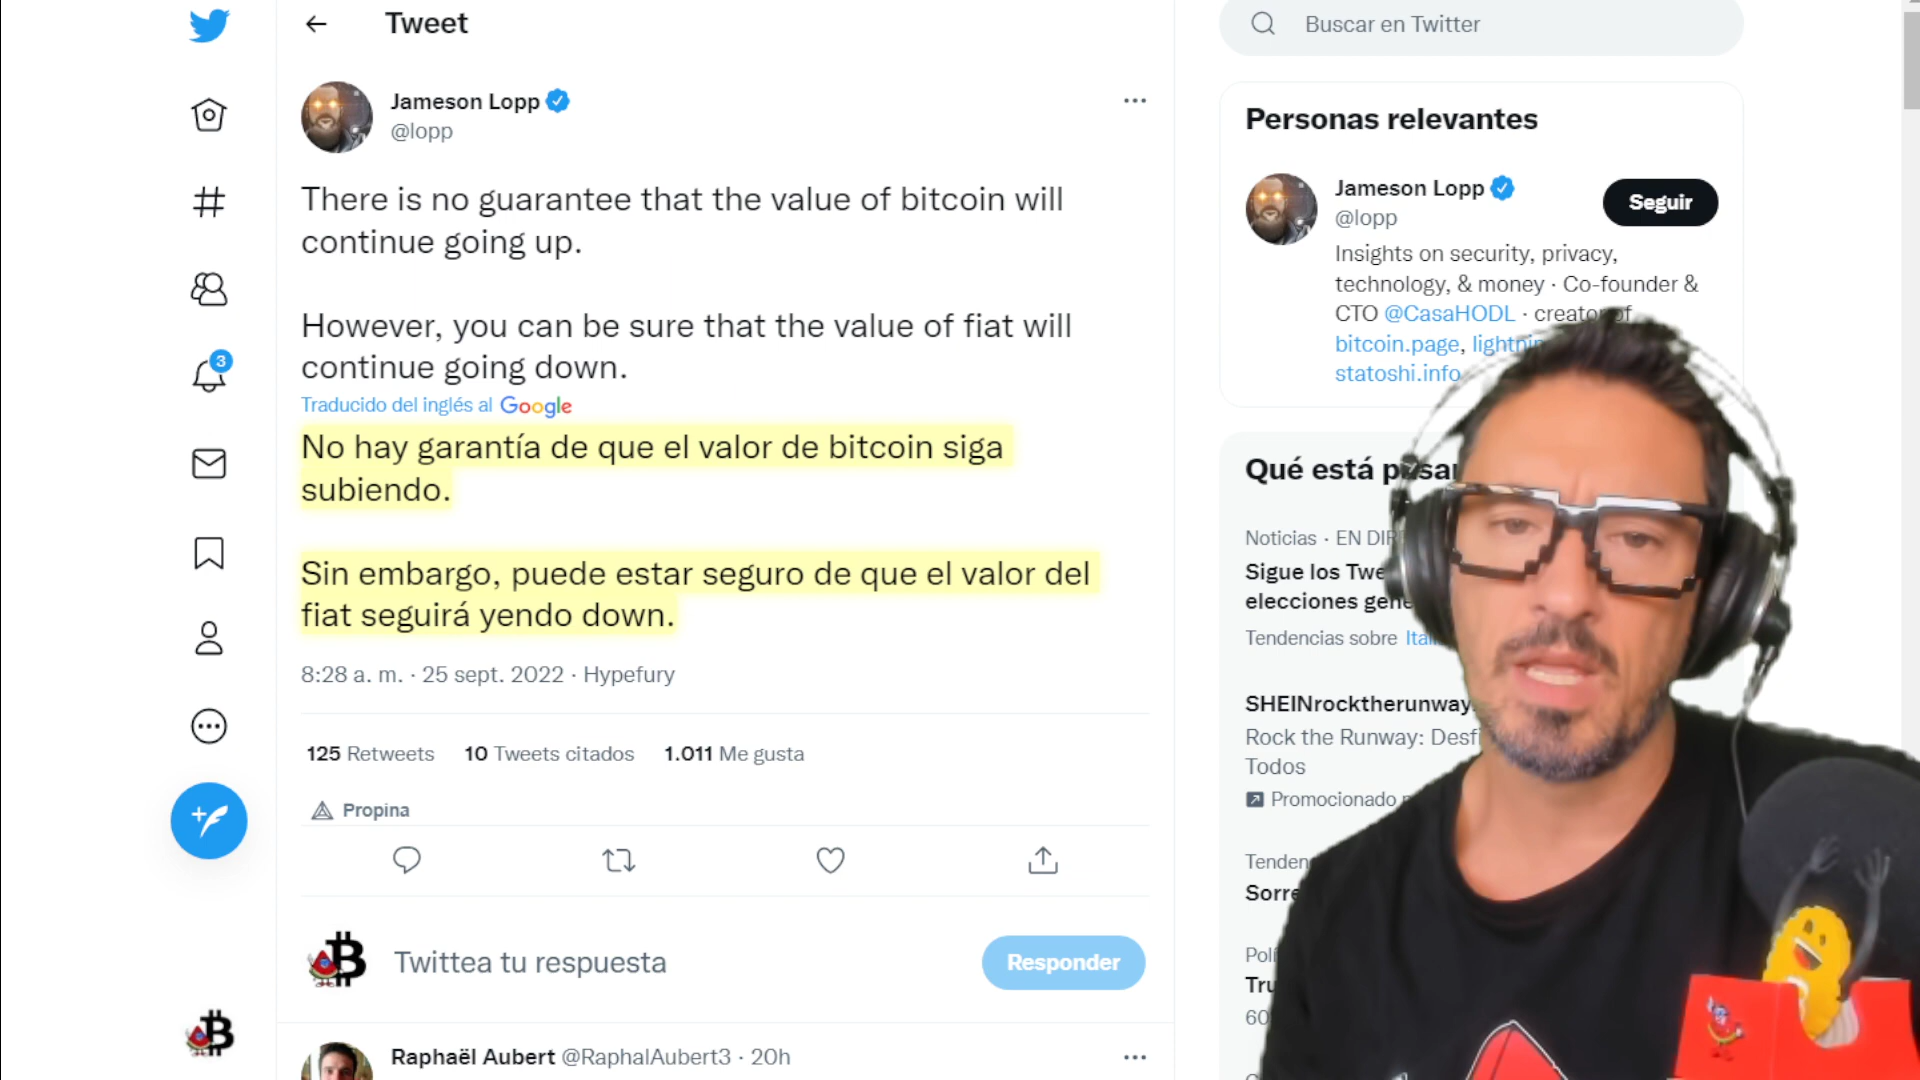 Tweet
Buscar en Twitter
Jameson Lopp
@lopp
There is no guarantee that the value of bitcoin will
continue going up.
However, you can be sure that the value of fiat will
continue going down.
Traducido del inglés al Google
No hay garantía de que el valor de bitcoin siga
subiendo.
Sin embargo, puede estar seguro de que el valor del
fiat seguirá yendo down.
8:28 a. m. · 25 sept. 2022 · Hypefury
125 Retweets 10 Tweets citados 1.011 Me gusta
Propina
Twittea tu respuesta
Responder
Raphaël Aubert @RaphalAubert3 · 20h
3
Personas relevantes
Jameson Lopp
@lopp
Seguir
Insights on security, privacy,
technology, & money · Co-founder &
CTO @CasaHODL · creator of
bitcoin.page,
statoshi.info
Qué está
Noticias · EN
Sigue los
elecciones
Tendencias sobre
SHEINrocktherunway
Rock the Runway:
Todos
Promocionado